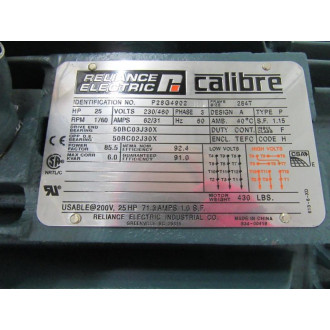 RELIANCE ELECTRIC R calibre
IDENTIFICATION NO. P28G4902 FRAME SIZE 284T
HP 25 VOLTS 230/460 PHASE 3 DESIGN A TYPE P
RPM 1760 AMPS 62/31 Hz 60 AMB. 40°C S.F. 1.15
DRIVE END BEARING 50BC03J30X DUTY CONT. F
OPP D.E. BEARING 50BC02J30X ENCL TEFC CODE H
POWER FACTOR 85.5 NEMA NOM. EFFICIENCY 92.4 LOW VOLTS HIGH VOLTS
MAX CORR KVAR 6.0 GUARANTEED EFFICIENCY 91.0
NRTL/C
MOTOR WEIGHT 430 LBS.
USABLE@200V, 25HP 71.3 AMPS 1.0 S.F.
RELIANCE ELECTRIC INDUSTRIAL CO. MADE IN CHINA